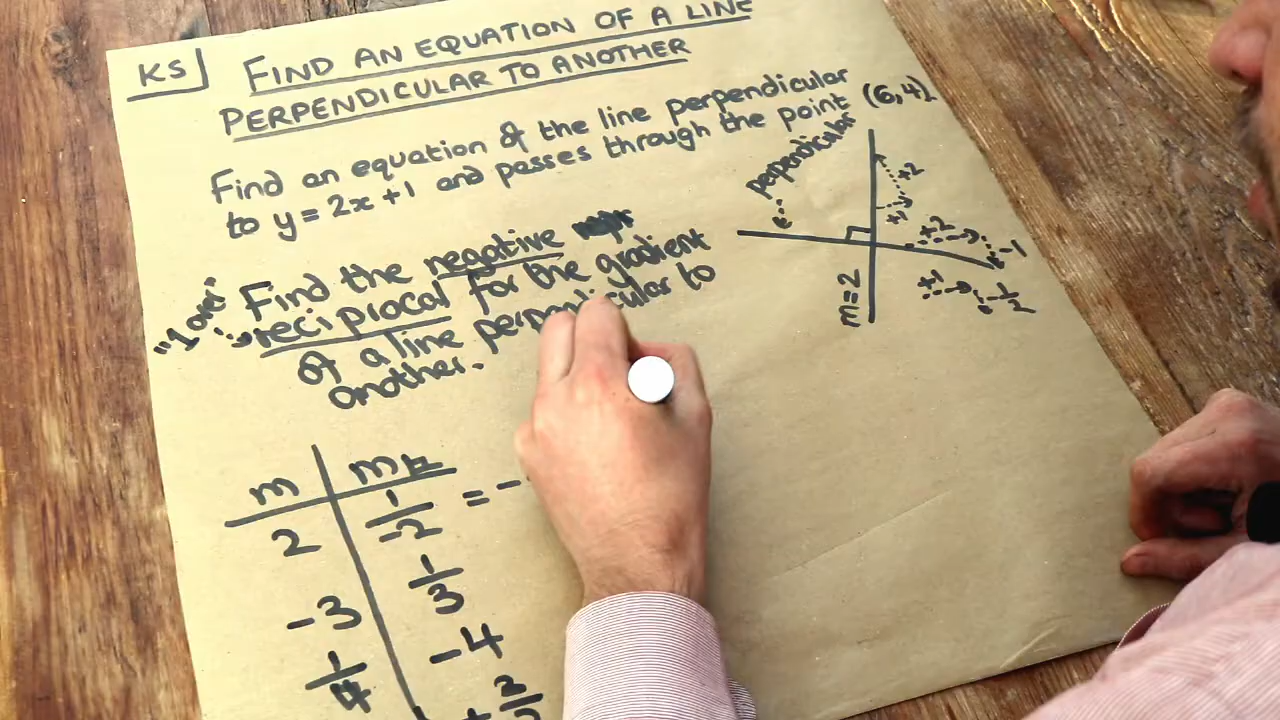 KS
FIND AN EQUATION OF A LINE
PERPENDICULAR TO ANOTHER
Find an equation of the line perpendicular
to y = 2x + 1 and passes through the point (6,4)
Find the negative
"1 over" reciprocal for the gradient
of a line perpendicular to
another.
perpendicular
+2
+1
+2
-1
+1
-1/2
m=2
m
2 1/-2 = -
-3 1/3
1/4 -4